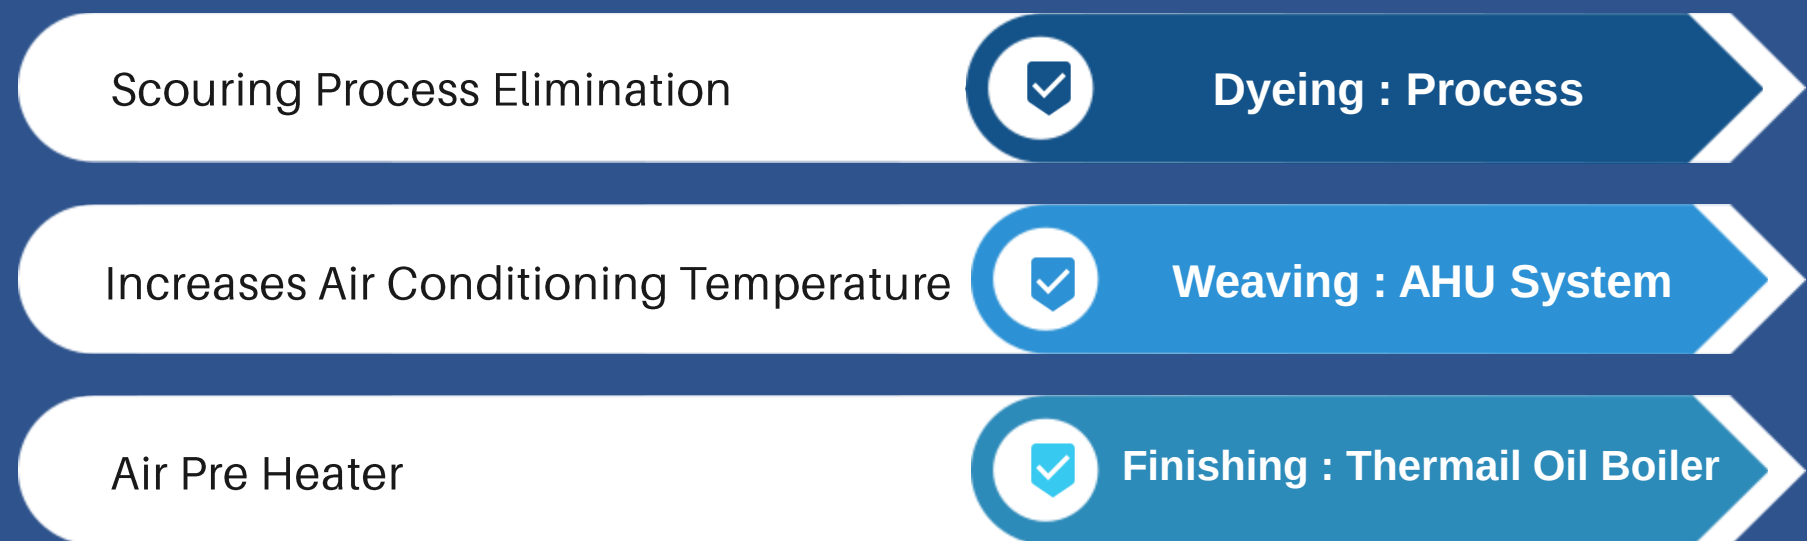 Scouring Process Elimination
Dyeing : Process
Increases Air Conditioning Temperature
Weaving : AHU System
Air Pre Heater
Finishing : Thermail Oil Boiler